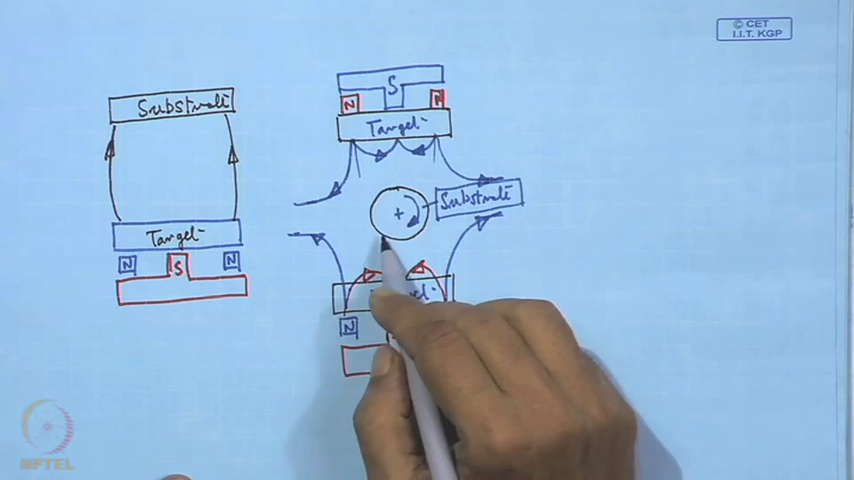 © CET
I.I.T. KGP
Substrate
Target
N
S
N
S
N
N
Target
Substrate
N
NPTEL